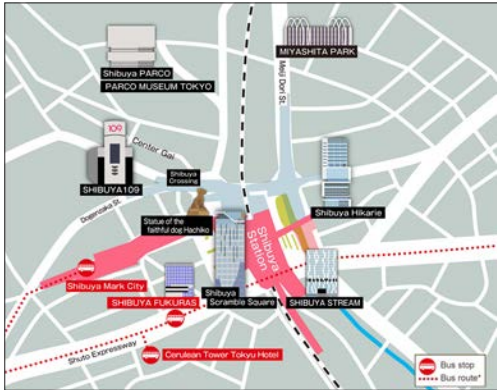 Shibuya PARCO
PARCO MUSEUM TOKYO
MIYASHITA PARK
Meiji Dori St.
109
Center Gai
SHIBUYA109
Shibuya
Crossing
Dogenzaka St.
Statue of the
faithful dog Hachiko
Shibuya Hikarie
Shibuya
Station
Shibuya Mark City
SHIBUYA FUKURAS
Shibuya
Scramble Square
SHIBUYA STREAM
Shuto Expressway
Cerulean Tower Tokyu Hotel
Bus stop
Bus route*